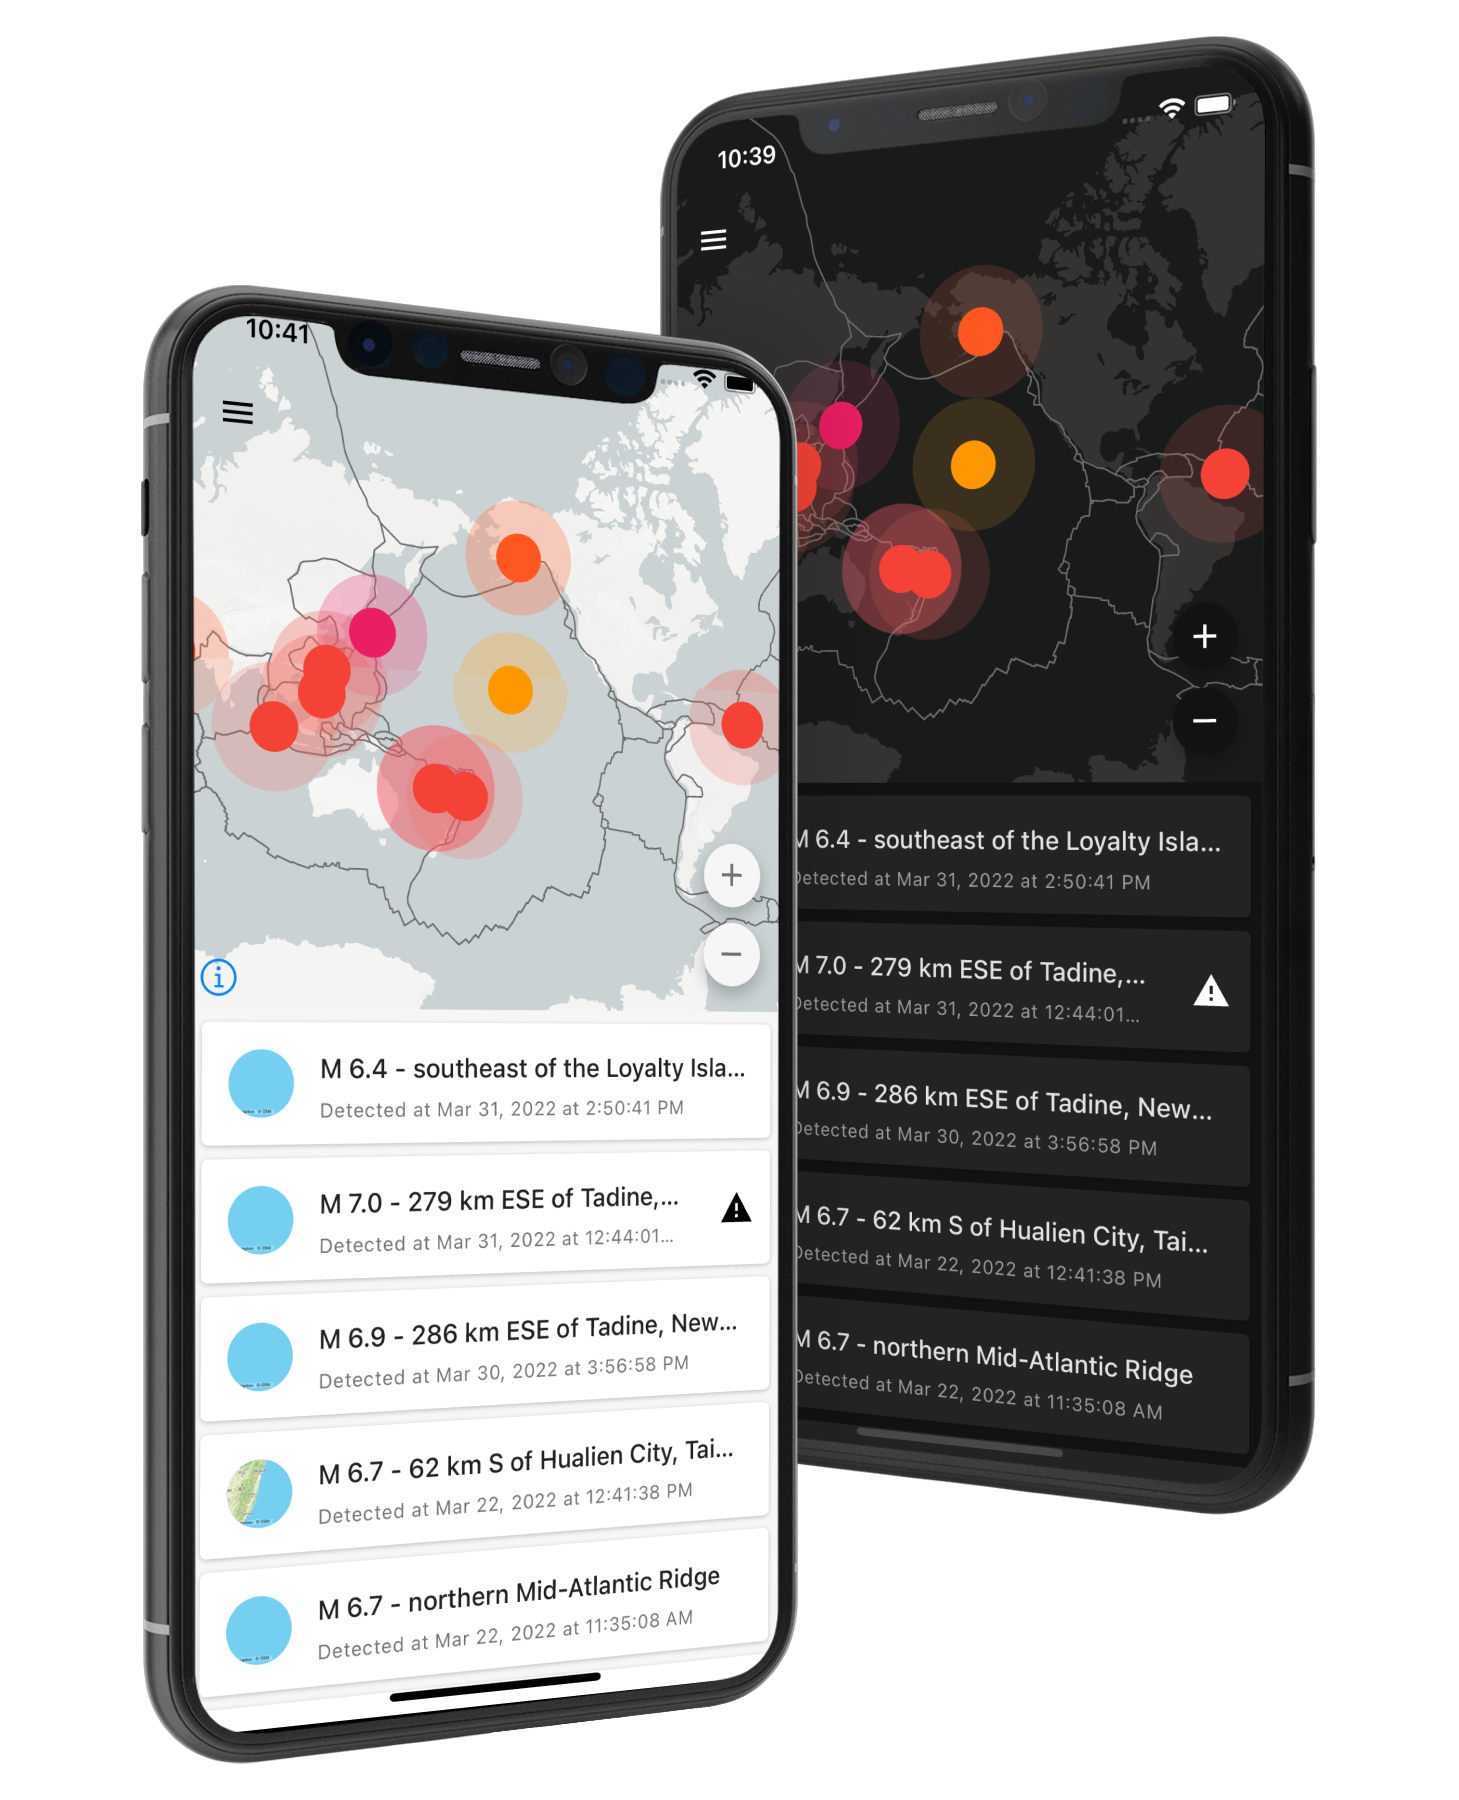 10:41
M 6.4 - southeast of the Loyalty Isla...
Detected at Mar 31, 2022 at 2:50:41 PM
M 7.0 - 279 km ESE of Tadine,...
Detected at Mar 31, 2022 at 12:44:01...
M 6.9 - 286 km ESE of Tadine, New...
Detected at Mar 30, 2022 at 3:56:58 PM
M 6.7 - 62 km S of Hualien City, Tai...
Detected at Mar 22, 2022 at 12:41:38 PM
M 6.7 - northern Mid-Atlantic Ridge
Detected at Mar 22, 2022 at 11:35:08 AM
10:39
M 6.4 - southeast of the Loyalty Isla...
Detected at Mar 31, 2022 at 2:50:41 PM
M 7.0 - 279 km ESE of Tadine,...
Detected at Mar 31, 2022 at 12:44:01...
M 6.9 - 286 km ESE of Tadine, New...
Detected at Mar 30, 2022 at 3:56:58 PM
M 6.7 - 62 km S of Hualien City, Tai...
Detected at Mar 22, 2022 at 12:41:38 PM
M 6.7 - northern Mid-Atlantic Ridge
Detected at Mar 22, 2022 at 11:35:08 AM